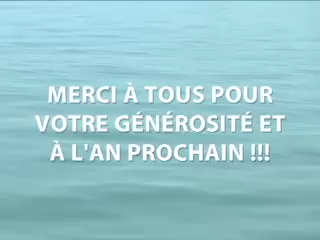 MERCI À TOUS POUR
VOTRE GÉNÉROSITÉ ET
À L'AN PROCHAIN !!!